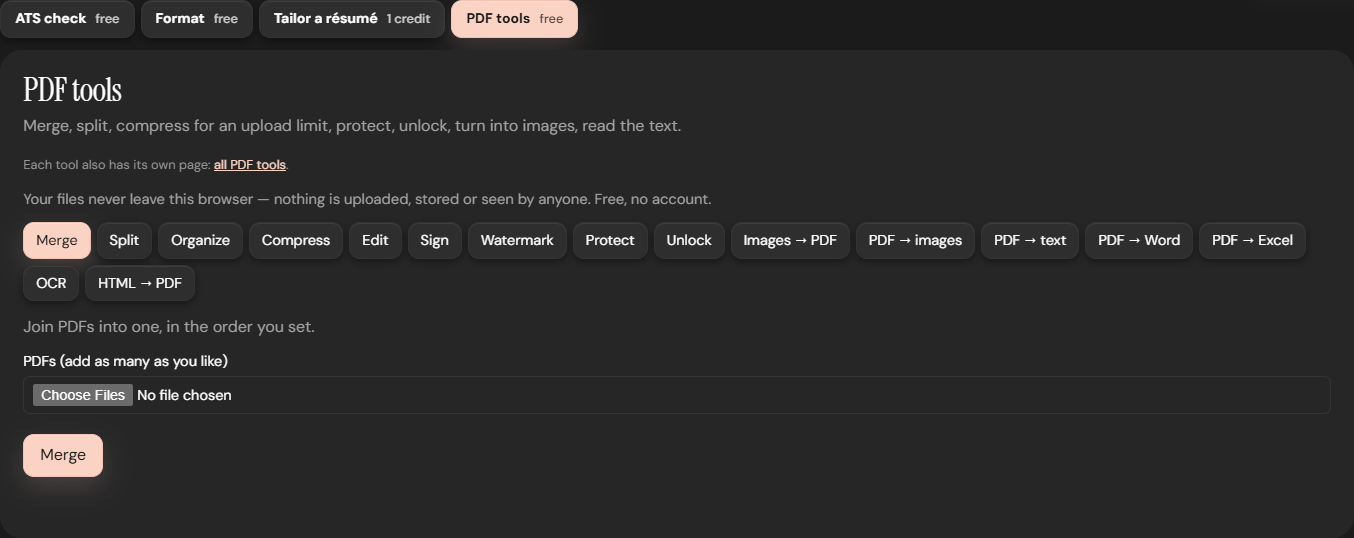 ATS check free Format free Tailor a résumé 1 credit PDF tools free
PDF tools
Merge, split, compress for an upload limit, protect, unlock, turn into images, read the text.
Each tool also has its own page: all PDF tools.
Your files never leave this browser — nothing is uploaded, stored or seen by anyone. Free, no account.
Merge Split Organize Compress Edit Sign Watermark Protect Unlock Images → PDF PDF → images PDF → text PDF → Word PDF → Excel
OCR HTML → PDF
Join PDFs into one, in the order you set.
PDFs (add as many as you like)
Choose Files No file chosen
Merge